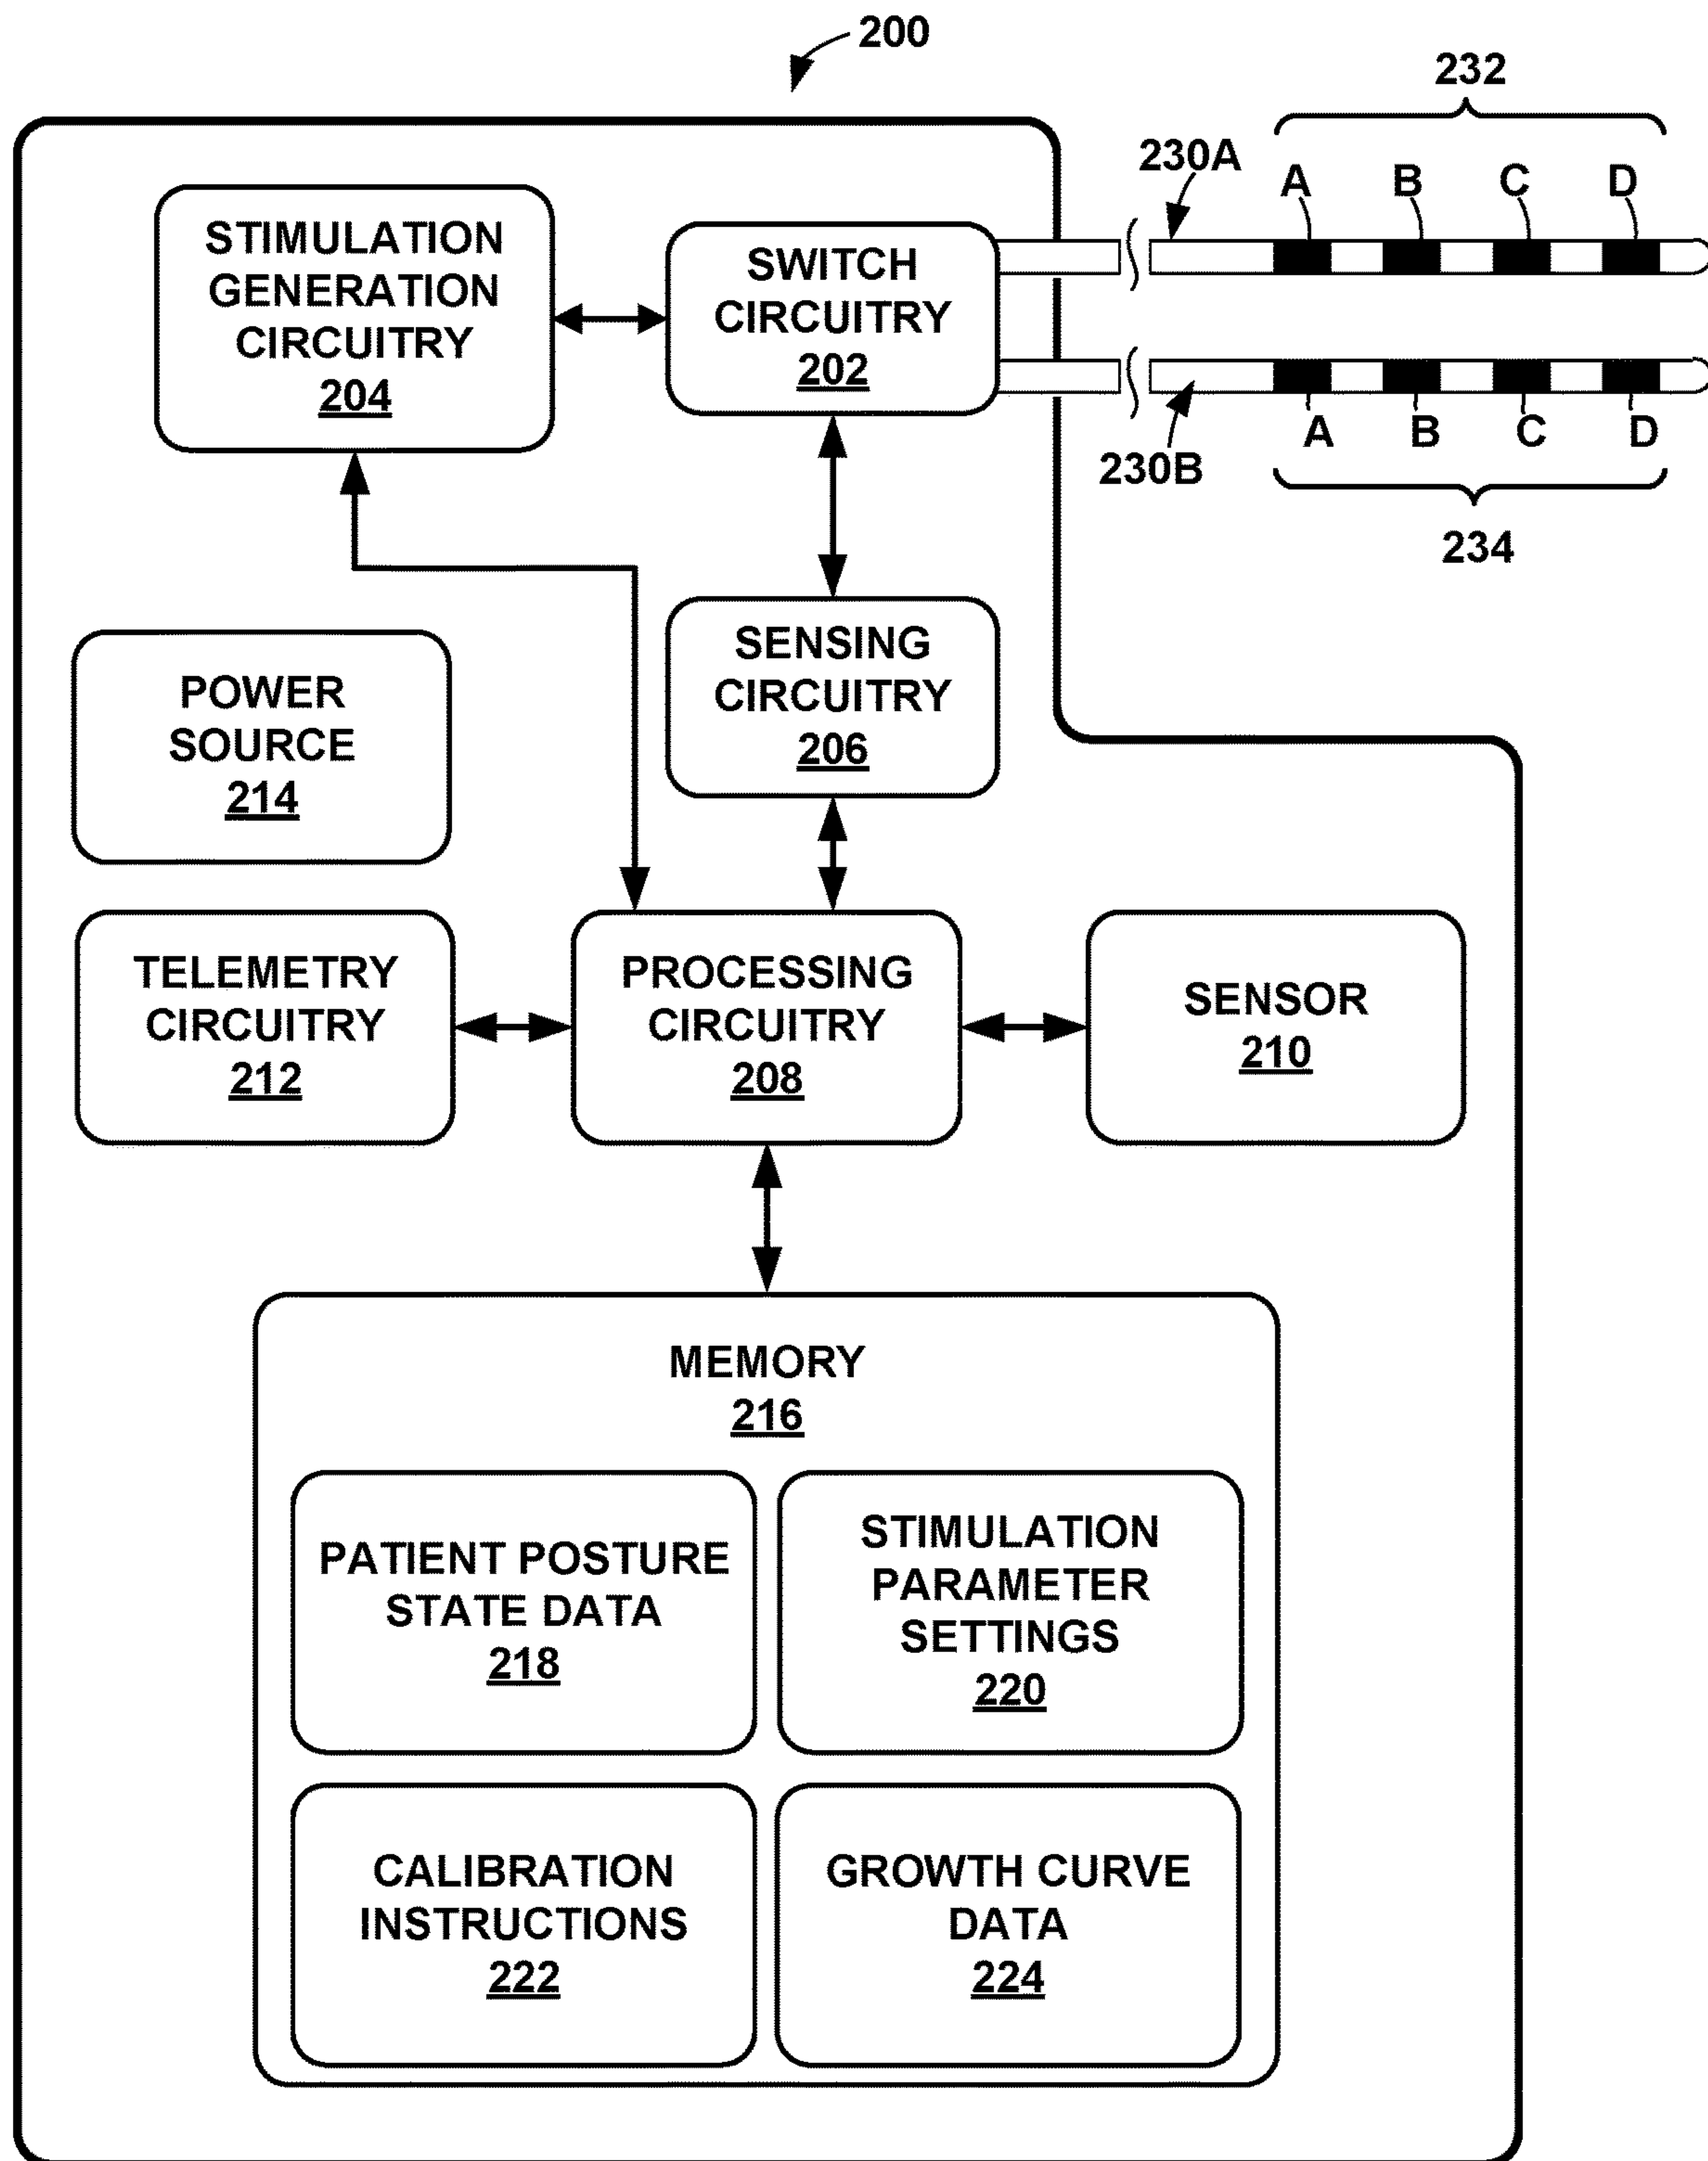 200
232
230A
A B C D
STIMULATION
GENERATION
CIRCUITRY
204
SWITCH
CIRCUITRY
202
A B C D
230B
234
SENSING
CIRCUITRY
206
POWER
SOURCE
214
TELEMETRY
CIRCUITRY
212
PROCESSING
CIRCUITRY
208
SENSOR
210
MEMORY
216
PATIENT POSTURE
STATE DATA
218
STIMULATION
PARAMETER
SETTINGS
220
CALIBRATION
INSTRUCTIONS
222
GROWTH CURVE
DATA
224